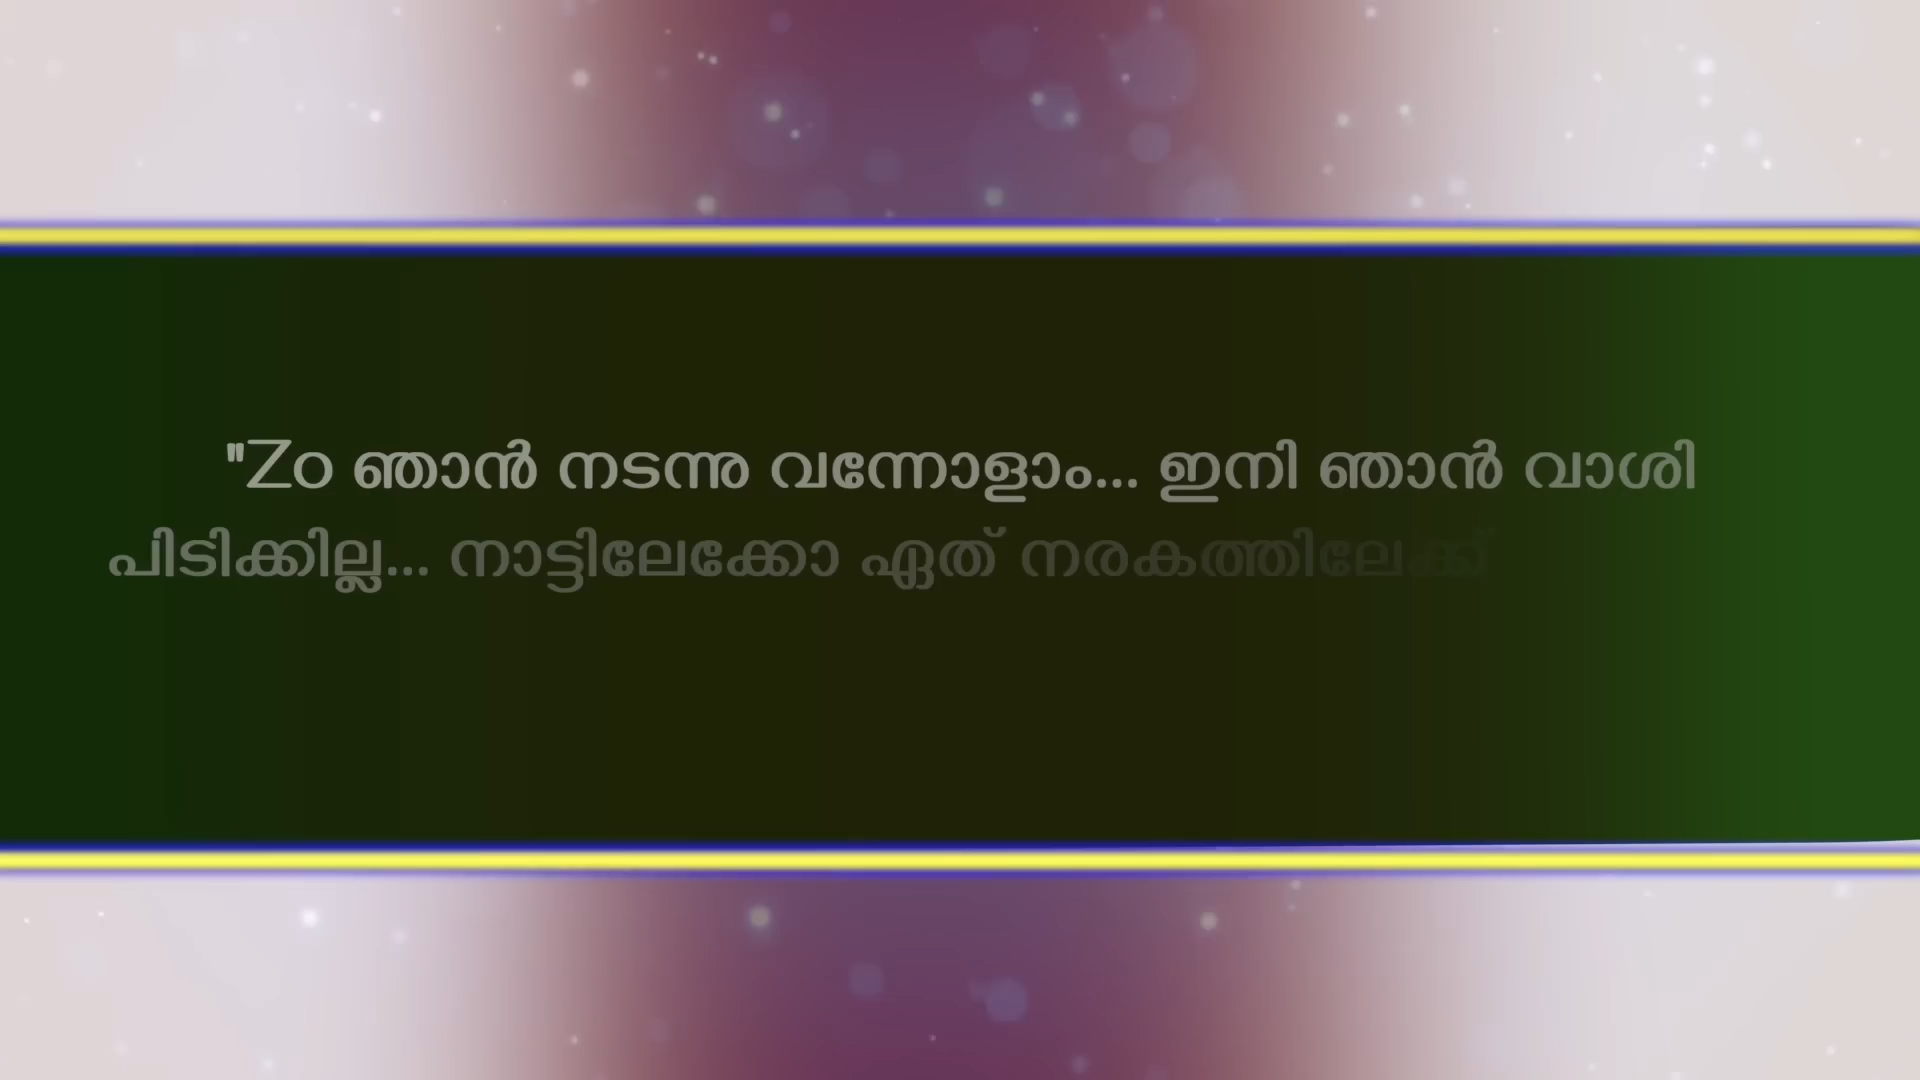 "Zo ഞാൻ നടന്നു വന്നോളാം... ഇനി ഞാൻ വാശി
പിടിക്കില്ല... നാട്ടിലേക്കോ ഏത് നരകത്തിലേക്ക്